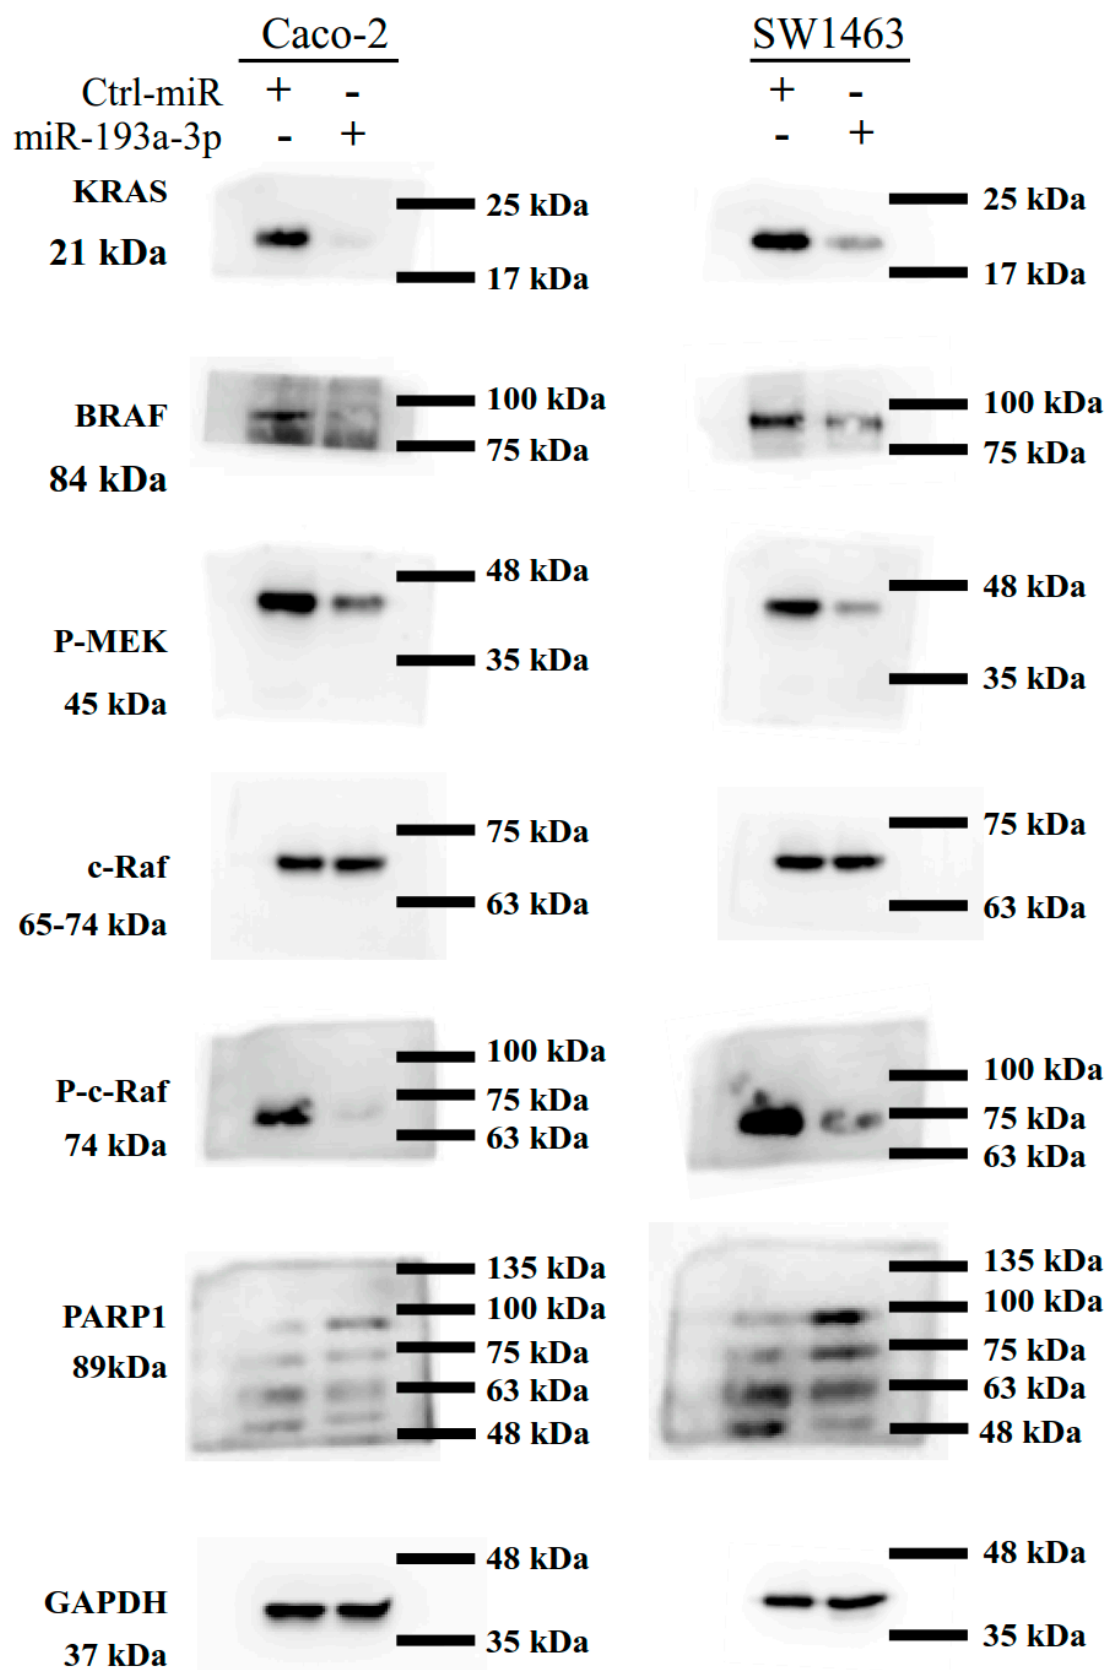 Caco-2 SW1463
Ctrl-miR + - + -
miR-193a-3p - + - +
KRAS
21 kDa
25 kDa 25 kDa
17 kDa 17 kDa
BRAF
84 kDa
100 kDa 100 kDa
75 kDa 75 kDa
P-MEK
45 kDa
48 kDa 48 kDa
35 kDa 35 kDa
c-Raf
65-74 kDa
75 kDa 75 kDa
63 kDa 63 kDa
P-c-Raf
74 kDa
100 kDa 100 kDa
75 kDa 75 kDa
63 kDa 63 kDa
PARP1
89kDa
135 kDa 135 kDa
100 kDa 100 kDa
75 kDa 75 kDa
63 kDa 63 kDa
48 kDa 48 kDa
GAPDH
37 kDa
48 kDa 48 kDa
35 kDa 35 kDa